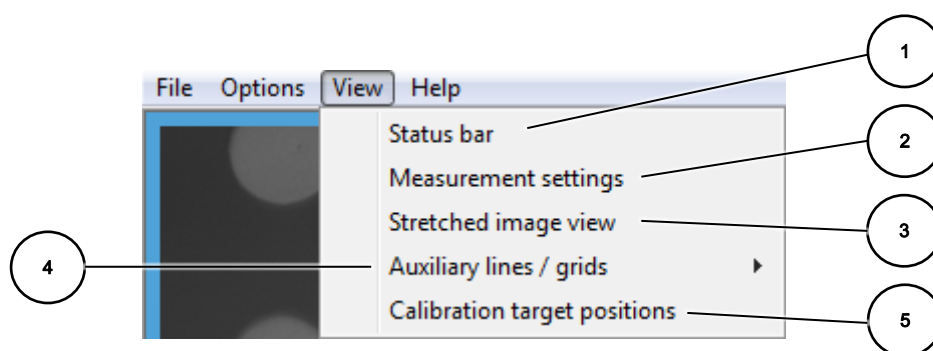 1
File Options View Help
Status bar
2
Measurement settings
Stretched image view
3
4
Auxiliary lines / grids
Calibration target positions
5